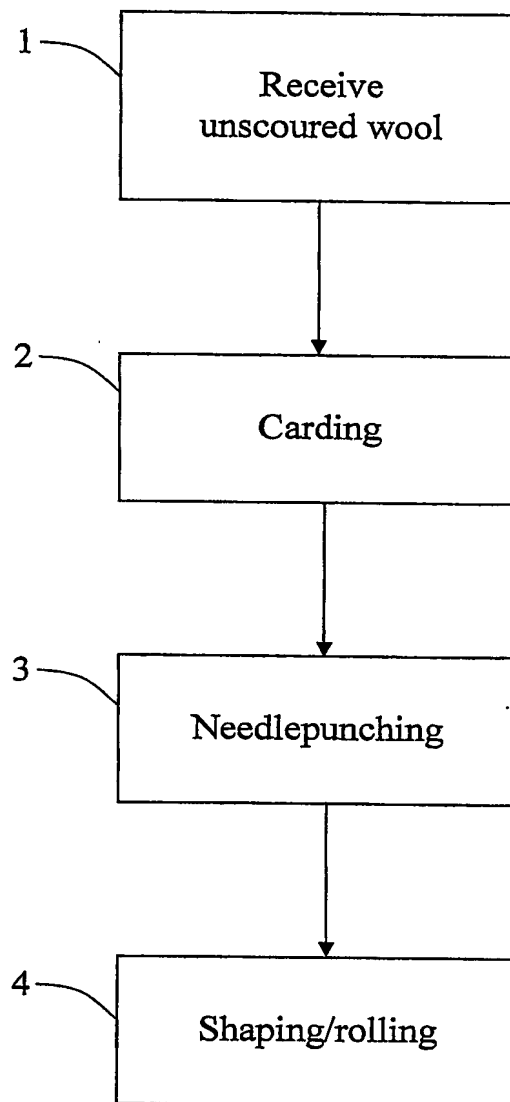 1
Receive
unscoured wool
2
Carding
3
Needlepunching
4
Shaping/rolling